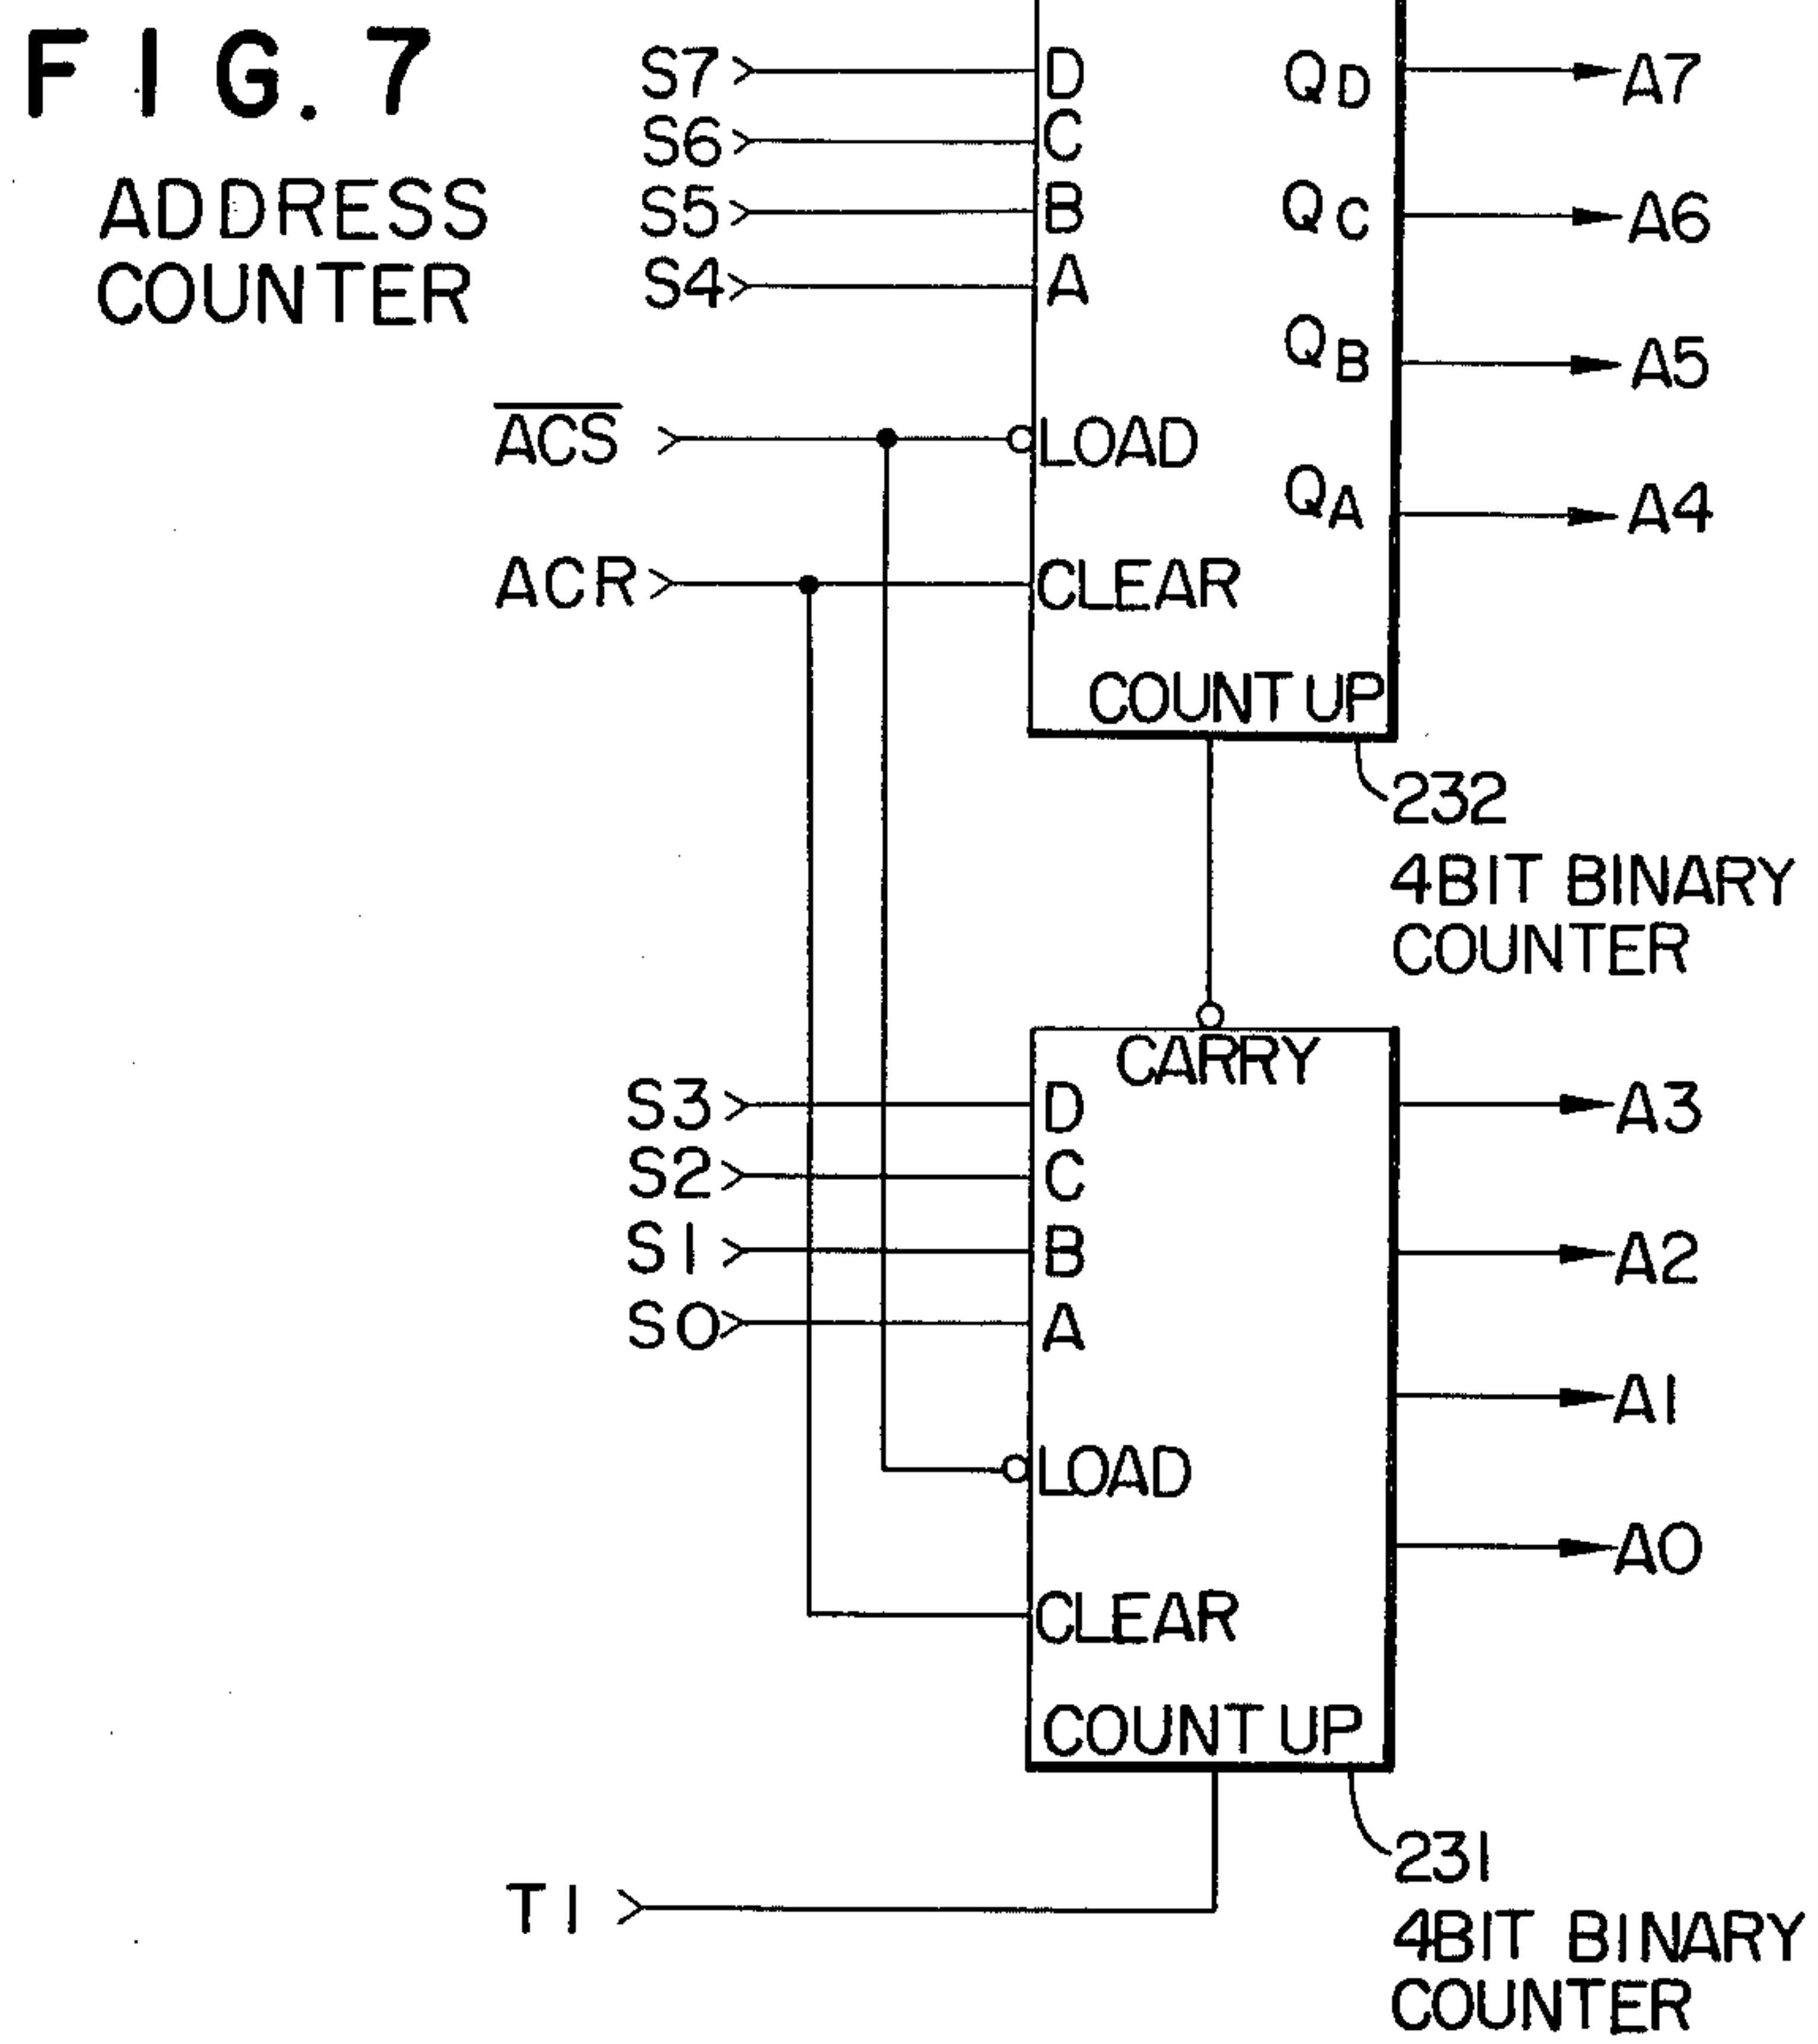 FIG. 7
ADDRESS
COUNTER
S7 D QD A7
S6 C
S5 B QC A6
S4 A
QB A5
ACS LOAD
QA A4
ACR CLEAR
COUNT UP
232
4BIT BINARY
COUNTER
CARRY
S3 D A3
S2 C
S1 B A2
S0 A
A1
LOAD
A0
CLEAR
COUNT UP
231
T1
4BIT BINARY
COUNTER